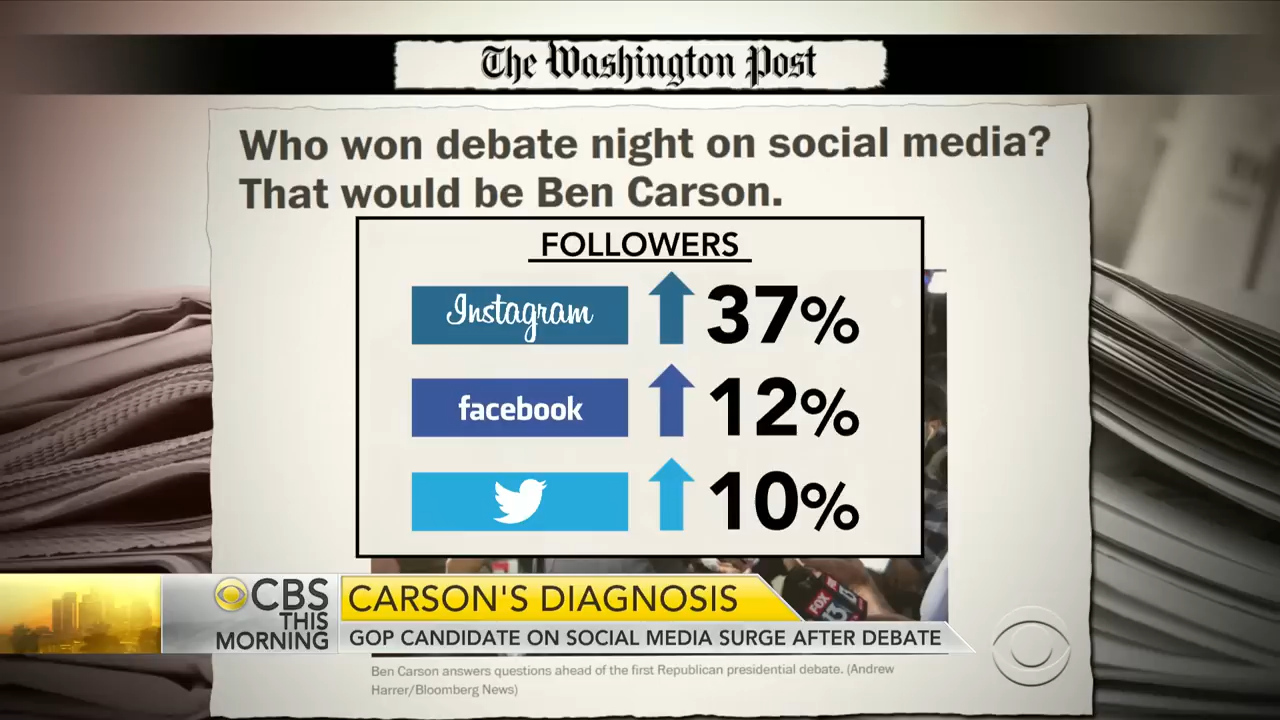 The Washington Post
Who won debate night on social media?
That would be Ben Carson.
FOLLOWERS
Instagram 37%
facebook 12%
10%
CBS
THIS
MORNING
CARSON'S DIAGNOSIS
GOP CANDIDATE ON SOCIAL MEDIA SURGE AFTER DEBATE
FOX
Ben Carson answers questions ahead of the first Republican presidential debate. (Andrew
Harrer/Bloomberg News)